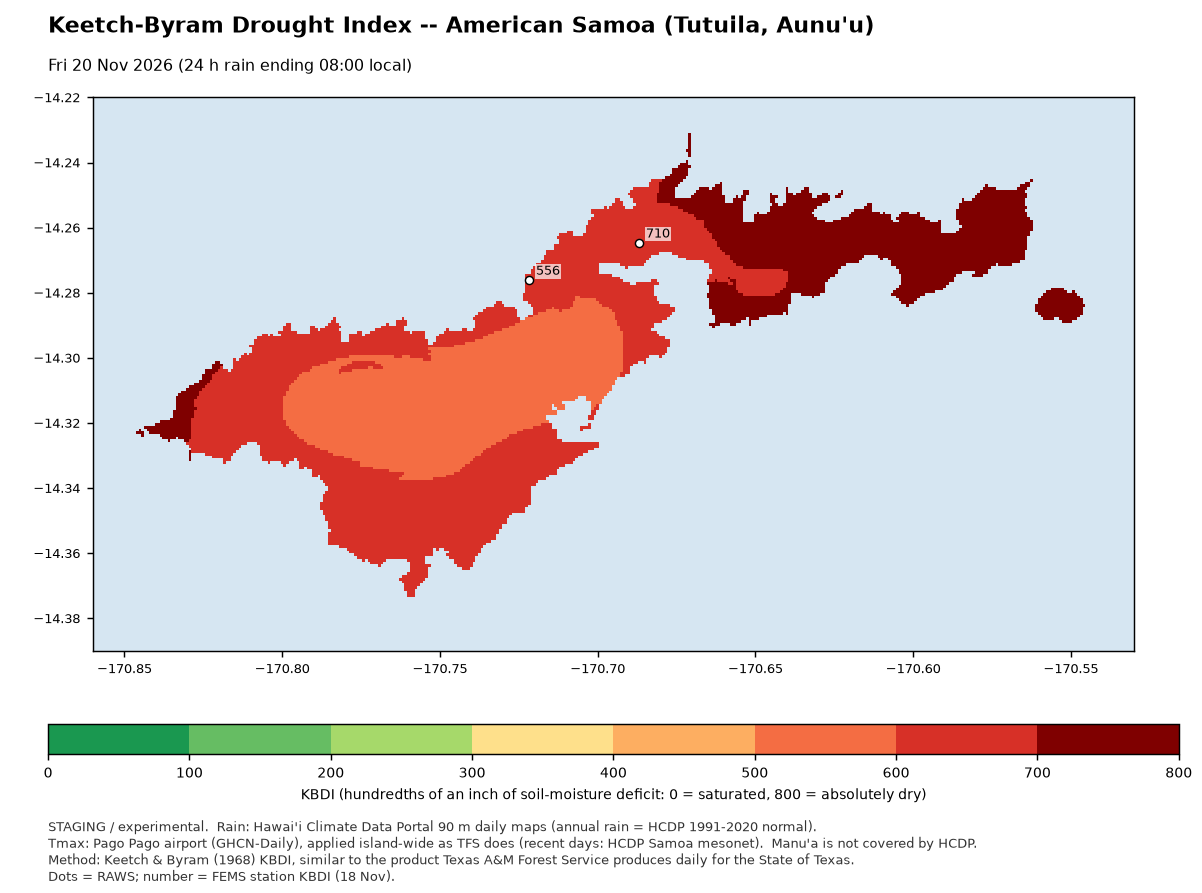 Keetch-Byram Drought Index -- American Samoa (Tutuila, Aunu'u)
Fri 20 Nov 2026 (24 h rain ending 08:00 local)
−14.22
−14.24
−14.26
−14.28
−14.30
−14.32
−14.34
−14.36
−14.38
710
556
−170.85 −170.80 −170.75 −170.70 −170.65 −170.60 −170.55
0 100 200 300 400 500 600 700 800
KBDI (hundredths of an inch of soil-moisture deficit: 0 = saturated, 800 = absolutely dry)
STAGING / experimental.  Rain: Hawai'i Climate Data Portal 90 m daily maps (annual rain = HCDP 1991-2020 normal).
Tmax: Pago Pago airport (GHCN-Daily), applied island-wide as TFS does (recent days: HCDP Samoa mesonet).  Manu'a is not covered by HCDP.
Method: Keetch & Byram (1968) KBDI, similar to the product Texas A&M Forest Service produces daily for the State of Texas.
Dots = RAWS; number = FEMS station KBDI (18 Nov).